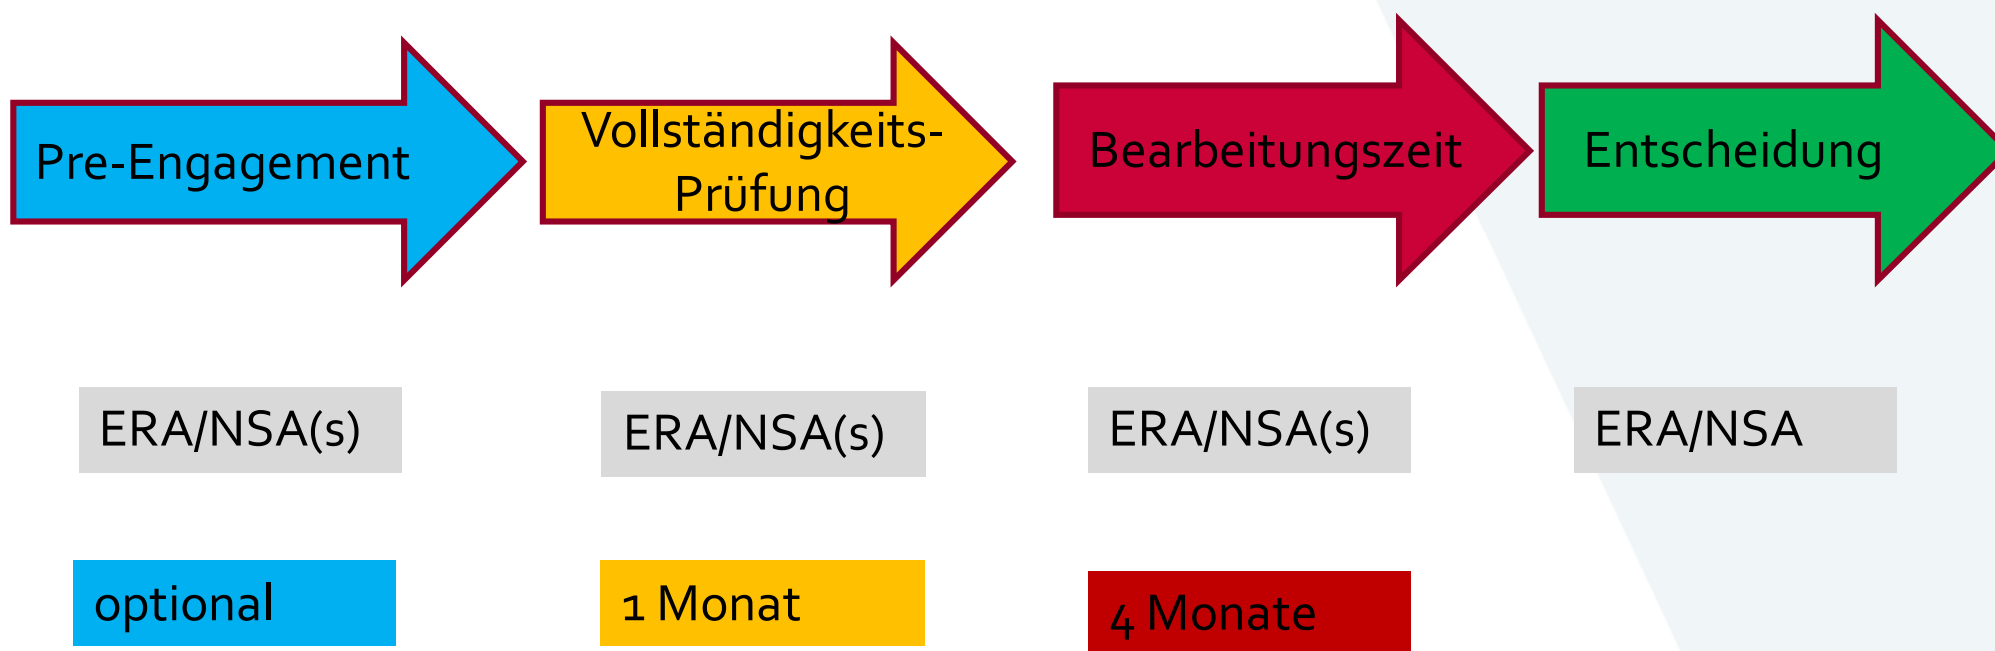 Pre-Engagement
Vollständigkeits-
Prüfung
Bearbeitungszeit
Entscheidung
ERA/NSA(s)
ERA/NSA(s)
ERA/NSA(s)
ERA/NSA
optional
1 Monat
4 Monate